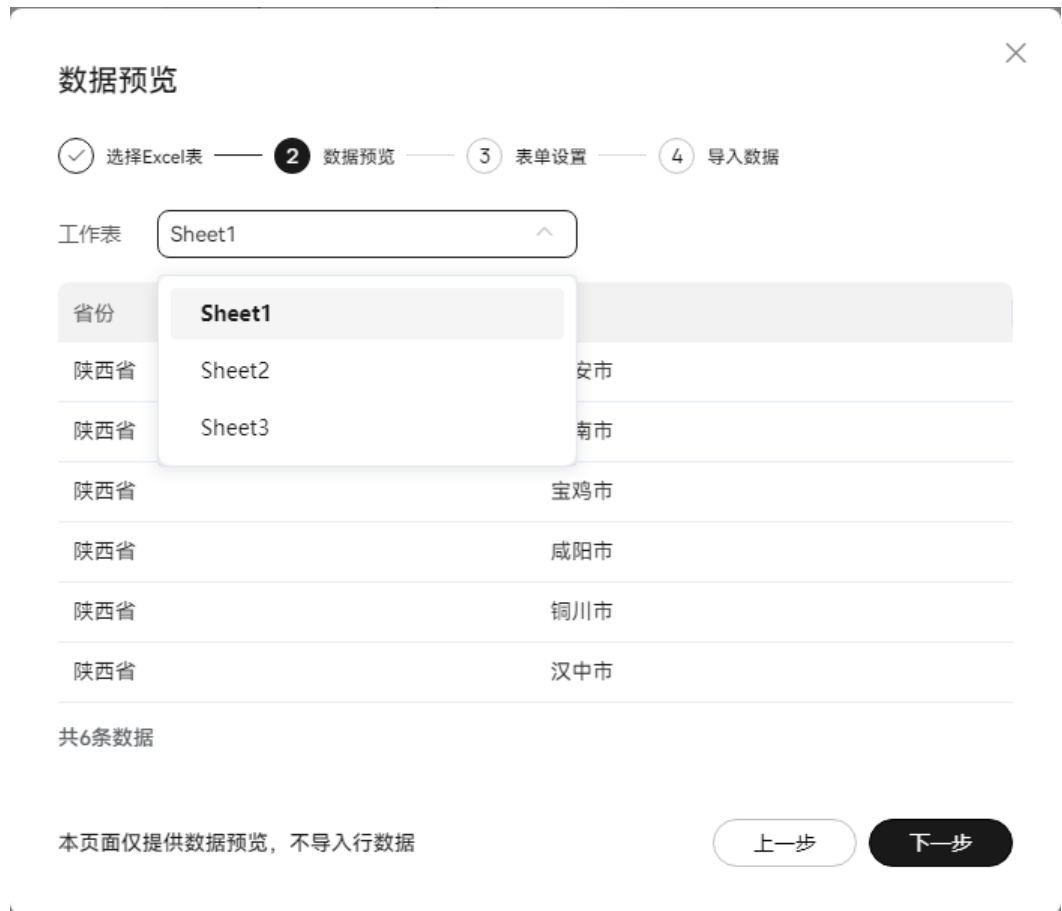 数据预览
选择Excel表 2 数据预览 3 表单设置 4 导入数据
工作表 Sheet1
省份 Sheet1
陕西省 Sheet2 安市
陕西省 Sheet3 南市
陕西省 宝鸡市
陕西省 咸阳市
陕西省 铜川市
陕西省 汉中市
共6条数据
本页面仅提供数据预览，不导入行数据 上一步 下一步